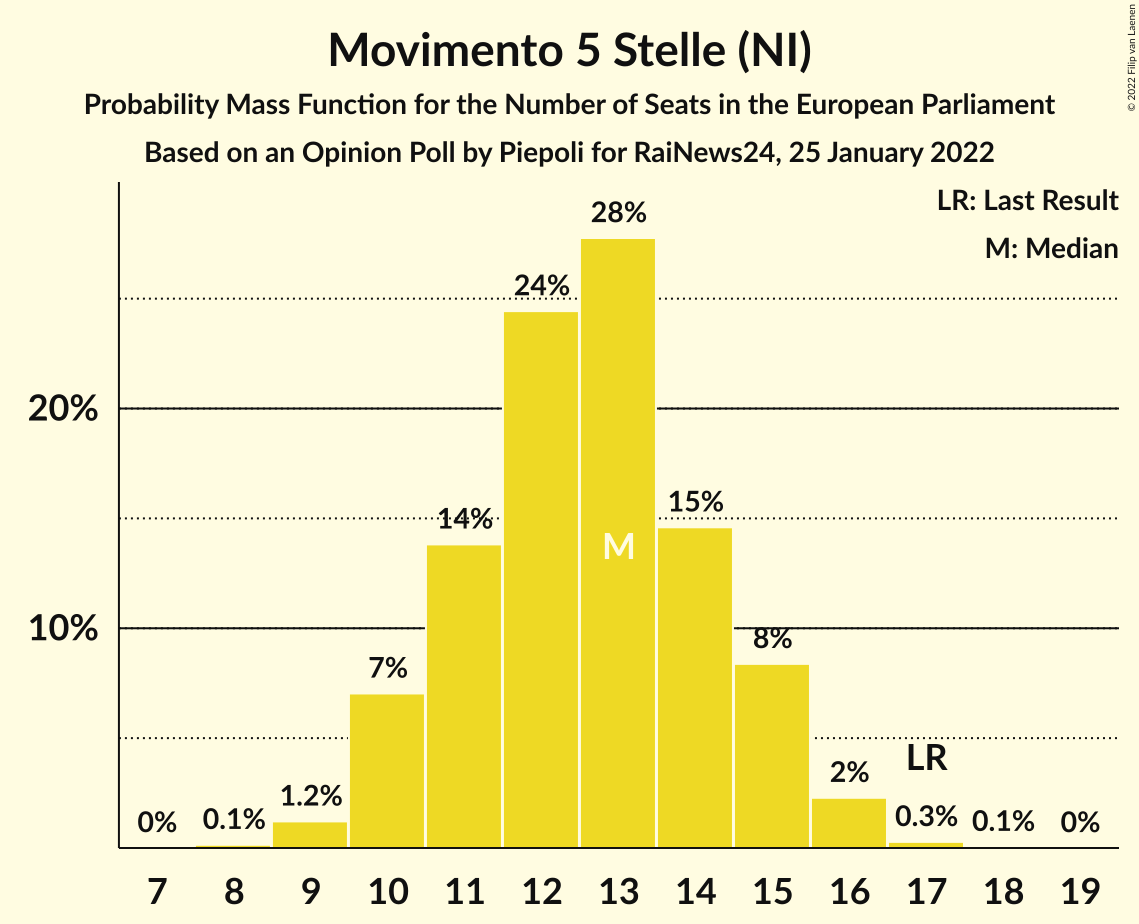 Movimento 5 Stelle (NI)
Probability Mass Function for the Number of Seats in the European Parliament
Based on an Opinion Poll by Piepoli for RaiNews24, 25 January 2022
© 2022 Filip van Laenen
LR: Last Result
M: Median
20%
10%
0%
0.1%
1.2%
7%
14%
24%
28%
M
15%
8%
2%
LR
0.3%
0.1%
0%
7 8 9 10 11 12 13 14 15 16 17 18 19